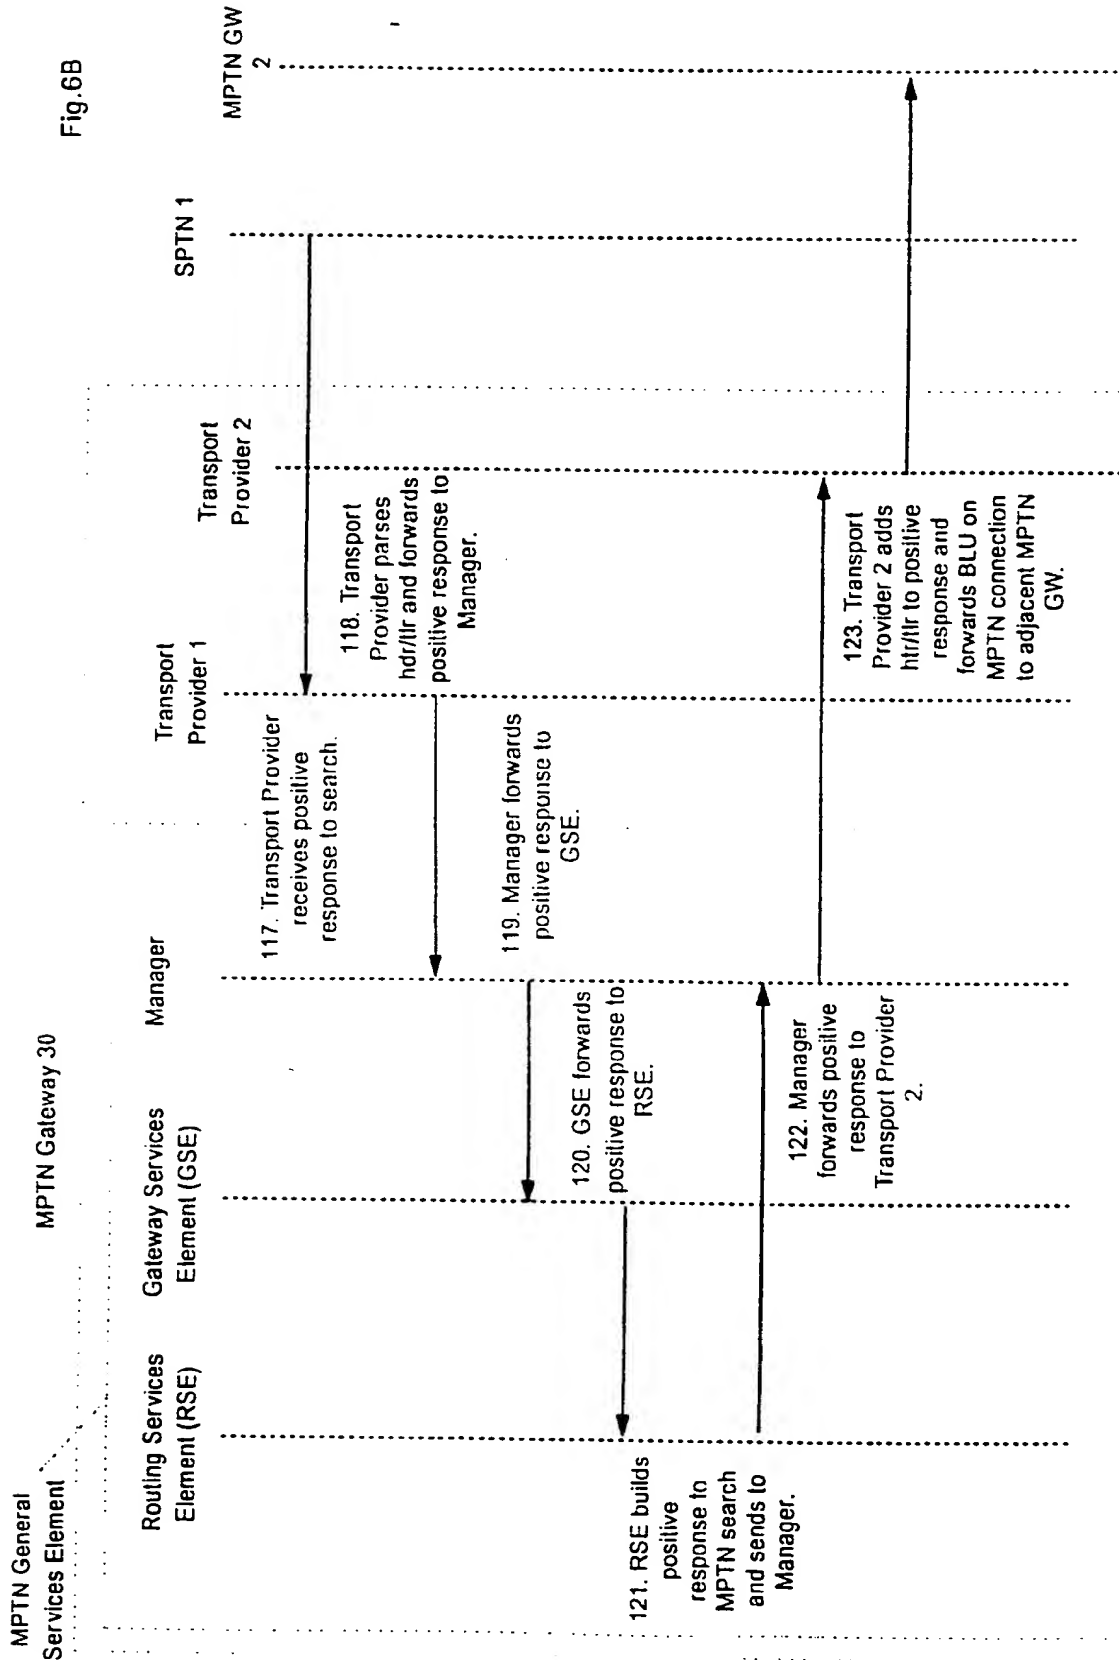 Fig.6B
MPTN General
Services Element
MPTN Gateway 30
Routing Services
Element (RSE)
Gateway Services
Element (GSE)
Manager
Transport
Provider 1
Transport
Provider 2
SPTN 1
MPTN GW
2
117. Transport Provider
receives positive
response to search.
118. Transport
Provider parses
hdr/tlr and forwards
positive response to
Manager.
119. Manager forwards
positive response to
GSE.
120. GSE forwards
positive response to
RSE.
121. RSE builds
positive
response to
MPTN search
and sends to
Manager.
122. Manager
forwards positive
response to
Transport Provider
2.
123. Transport
Provider 2 adds
htr/tlr to positive
response and
forwards BLU on
MPTN connection
to adjacent MPTN
GW.